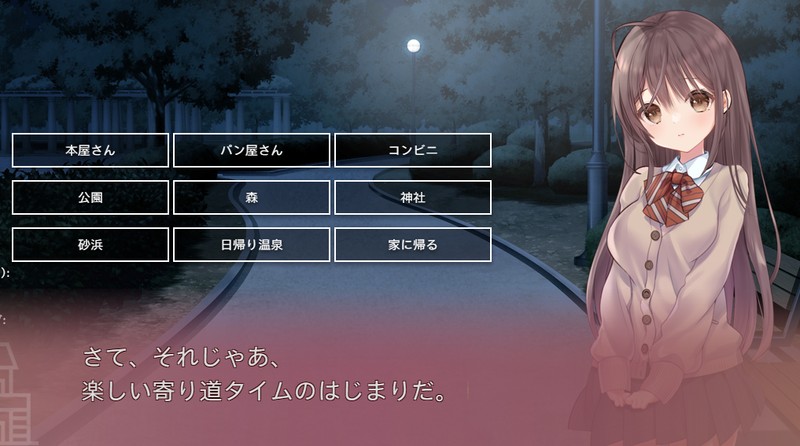 本屋さん
パン屋さん
コンビニ
公園
森
神社
砂浜
日帰り温泉
家に帰る
):
さて、それじゃあ、
楽しい寄り道タイムのはじまりだ。